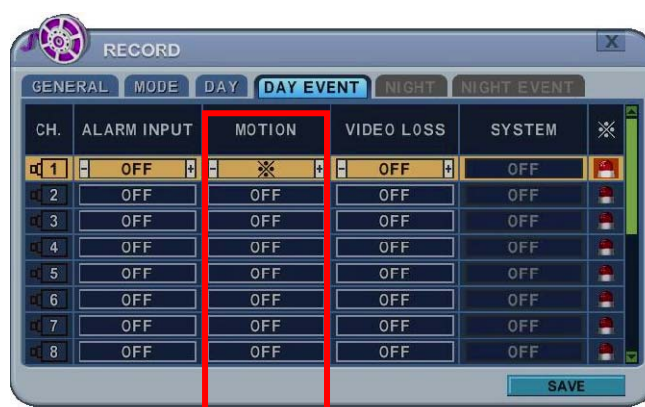 RECORD
X
GENERAL MODE DAY DAY EVENT NIGHT NIGHT EVENT
CH. ALARM INPUT MOTION VIDEO LOSS SYSTEM ※
1 - OFF + - ※ + - OFF + OFF
2 OFF OFF OFF OFF
3 OFF OFF OFF OFF
4 OFF OFF OFF OFF
5 OFF OFF OFF OFF
6 OFF OFF OFF OFF
7 OFF OFF OFF OFF
8 OFF OFF OFF OFF
SAVE